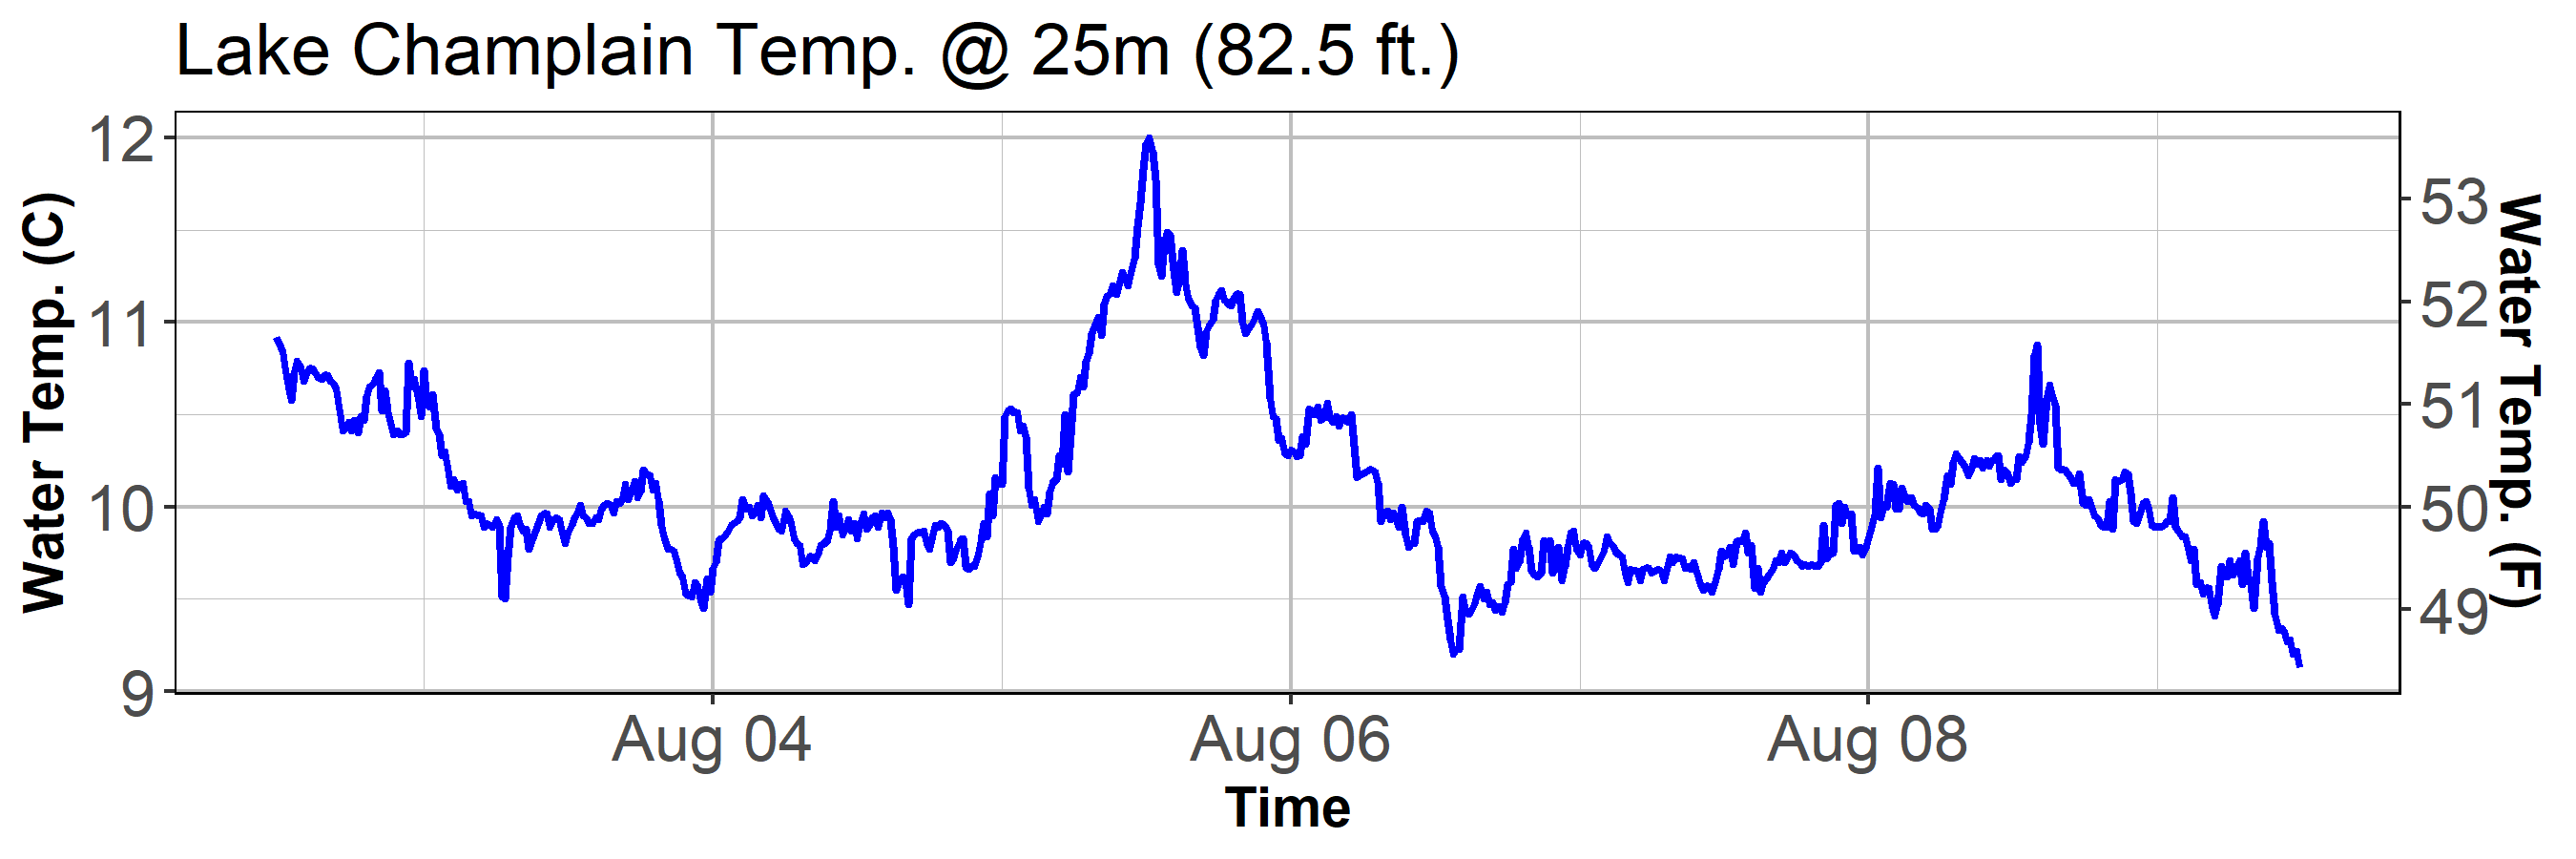 Lake Champlain Temp. @ 25m (82.5 ft.)
Water Temp. (C)
12
11
10
9
53
52
51
50
49
Water Temp. (F)
Aug 04
Aug 06
Aug 08
Time